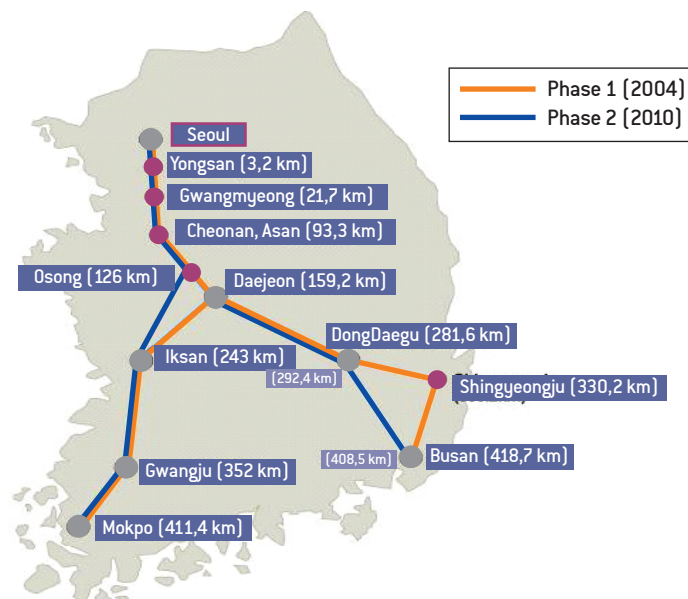 Phase 1 (2004)
Phase 2 (2010)
Seoul
Yongsan (3,2 km)
Gwangmyeong (21,7 km)
Cheonan, Asan (93,3 km)
Osong (126 km)
Daejeon (159,2 km)
DongDaegu (281,6 km)
Iksan (243 km)
(292,4 km)
Shingyeongju (330,2 km)
(408,5 km)
Busan (418,7 km)
Gwangju (352 km)
Mokpo (411,4 km)